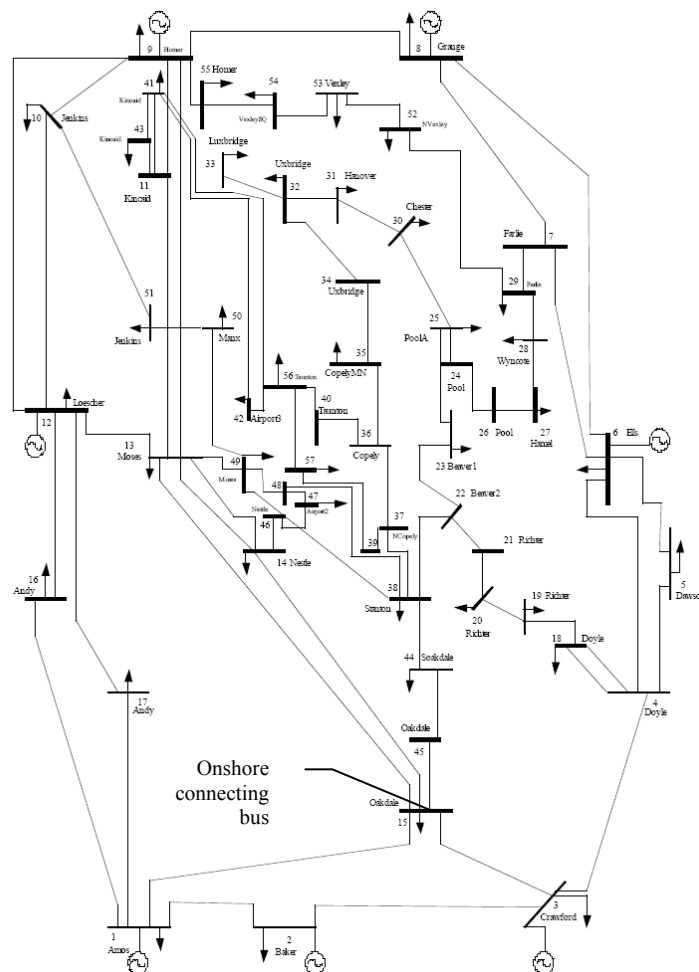 9 Homer
8 Grange
41
Kincaid
55 Homer
54
VexleySQ
53 Vexley
52
NVexley
10
Jenkins
43
Kincaid
11
Kincaid
Luxbridge
33
Uxbridge
32
31 Hanover
Chester
30
Farlie
7
29 Farlie
34
Uxbridge
51
Jenkins
50
Manx
25
PoolA
28
Wyncote
35
CopelyMN
24
Pool
56 Taunton
40
Taunton
42 Airport3
26 Pool
27
Hamel
Loescher
12
13
Moses
36
Copely
23 Beaver1
6 Ells
49
Moses
57
48
47
Airport2
Nestle
46
22 Beaver2
37
NCopely
39
14 Nestle
21 Richter
16
Andy
38
Stanton
19 Richter
20
Richter
5
Dawso
18 Doyle
44 Soakdale
17
Andy
4
Doyle
Oakdale
45
Onshore
connecting
bus
Oakdale
15
3
Crawford
1
Amos
2
Baker